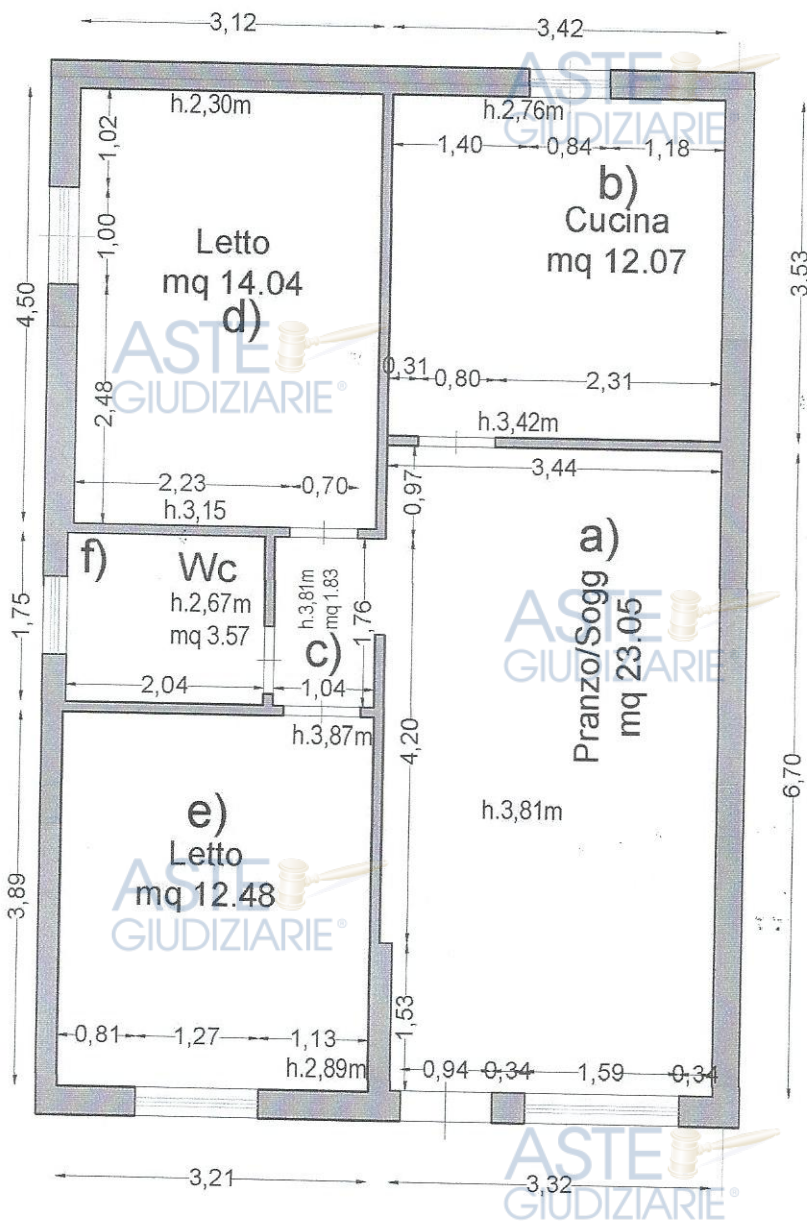 3,12
3,42
ASTE
GIUDIZIARIE
h.2,30m
h.2,76m
1,02
1,40
0,84
1,18
b)
Cucina
mq 12.07
3.53
1,00
Letto
mq 14.04
d)
4,50
ASTE
GIUDIZIARIE®
2,48
0,31
0,80
2,31
h.3,42m
3,44
2,23
0,70
h.3,15
0,97
a)
Pranzo/Sogg
mq 23.05
ASTE
GIUDIZIARIE
f)
Wc
h.2,67m
mq 3.57
h.3,81m
mq 1.83
1,76
1,75
c)
2,04
1,04
h.3,87m
4,20
6,70
h.3,81m
e)
Letto
mq 12.48
ASTE
GIUDIZIARIE®
3,89
1,53
0,81
1,27
1,13
h.2,89m
0,94
0,34
1,59
0,34
3,21
3,32
ASTE
GIUDIZIARIE®